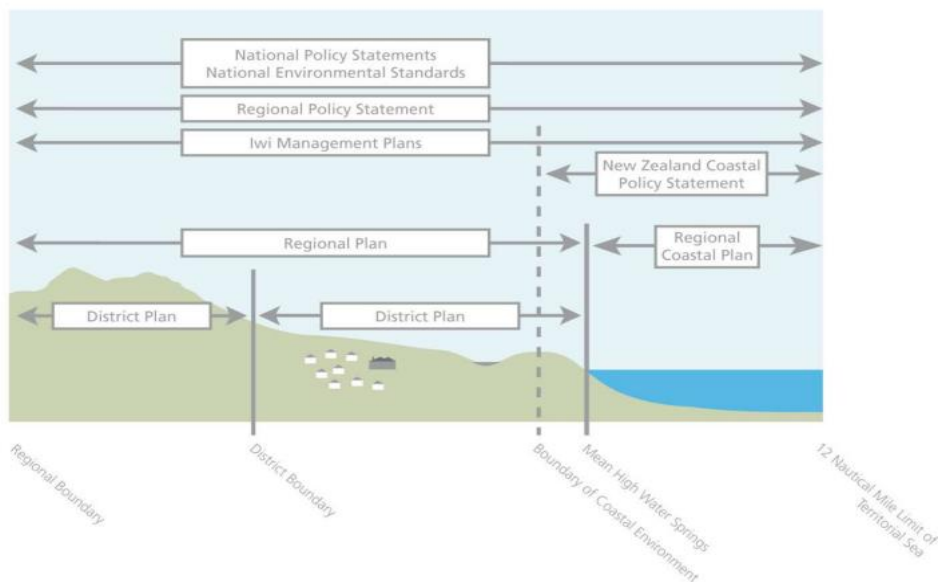 National Policy Statements
National Environmental Standards
Regional Policy Statement
Iwi Management Plans
New Zealand Coastal
Policy Statement
Regional Plan
Regional
Coastal Plan
District Plan
District Plan
Regional Boundary
District Boundary
Boundary of Coastal Environment
Mean High Water Springs
12 Nautical Mile Limit of
Territorial Sea